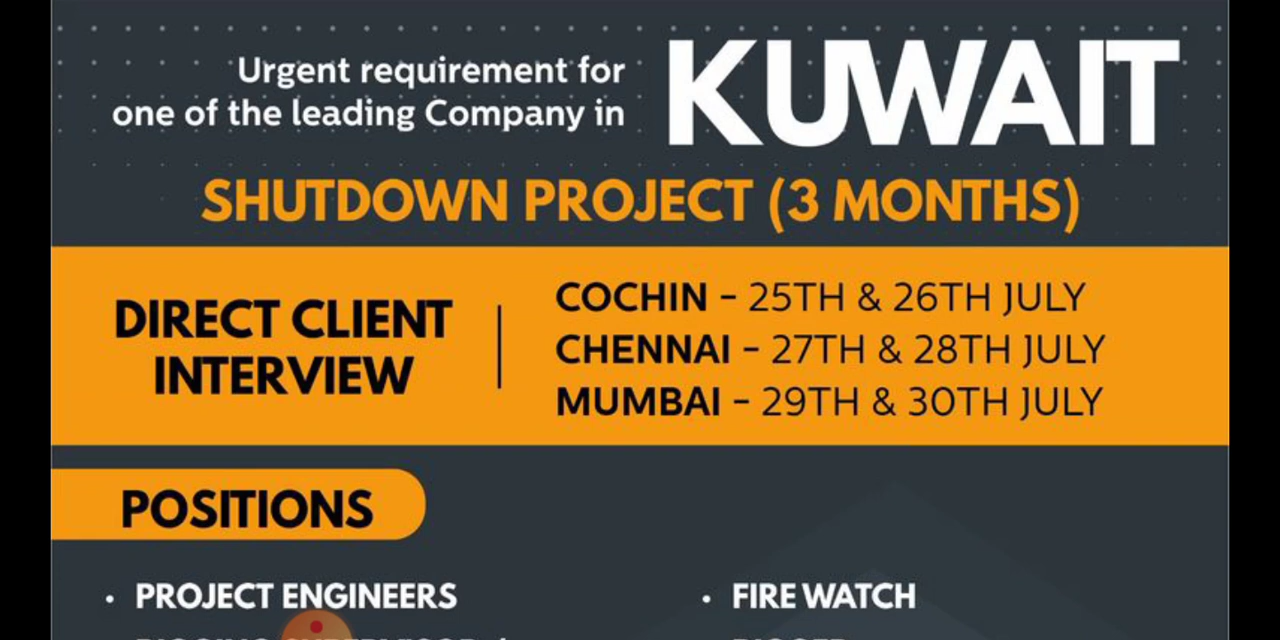 Urgent requirement for
one of the leading Company in
KUWAIT
SHUTDOWN PROJECT (3 MONTHS)
DIRECT CLIENT
INTERVIEW
COCHIN – 25TH & 26TH JULY
CHENNAI – 27TH & 28TH JULY
MUMBAI – 29TH & 30TH JULY
POSITIONS
• PROJECT ENGINEERS
• FIRE WATCH